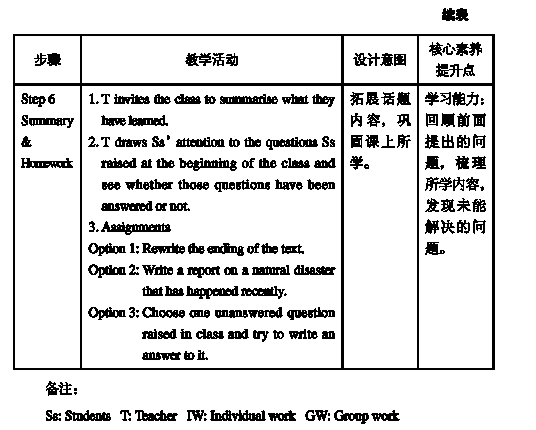 续表
步骤 教学活动 设计意图 核心素养
提升点
Step 6
Summary
&
Homework
1. T invites the class to summarise what they
have learned.
2. T draws Ss' attention to the questions Ss
raised at the beginning of the class and
see whether those questions have been
answered or not.
3. Assignments
Option 1: Rewrite the ending of the text.
Option 2: Write a report on a natural disaster
that has happened recently.
Option 3: Choose one unanswered question
raised in class and try to write an
answer to it.
拓展话题
内容，巩
固课上所
学。
学习能力：
回顾前面
提出的问
题，梳理
所学内容，
发现未能
解决的问
题。
备注：
Ss: Students T: Teacher IW: Individual work GW: Group work